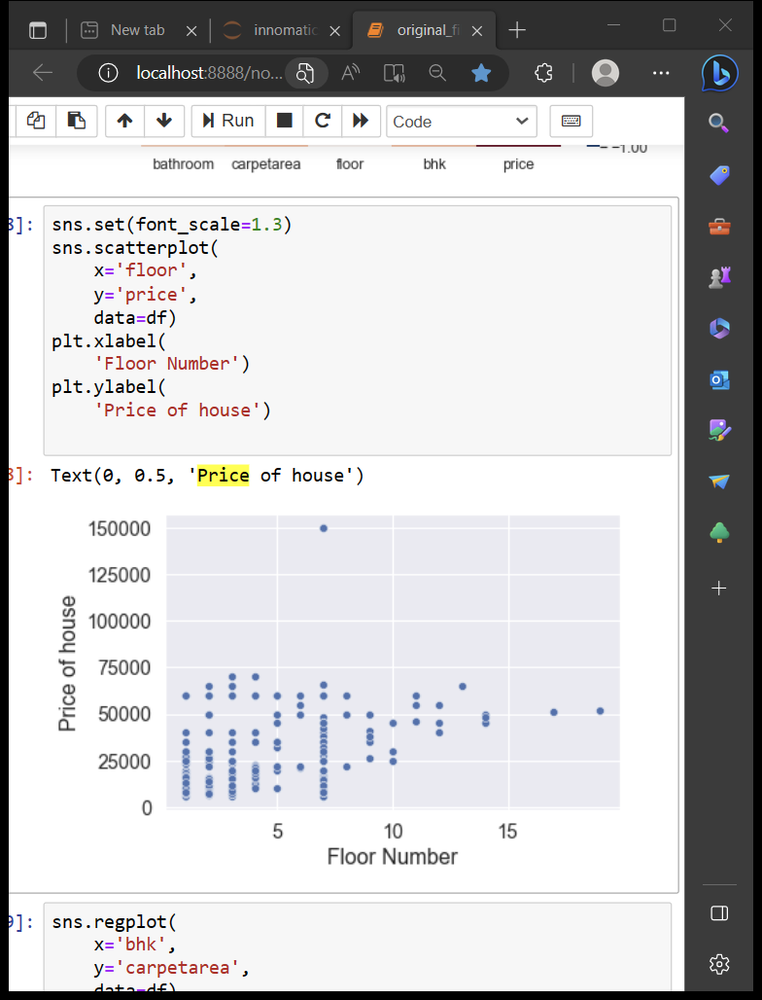 New tab
innomatic
original_fi
localhost:8888/no...
Run
Code
-1.00
bathroom carpetarea floor bhk price
8]:
sns.set(font_scale=1.3)
sns.scatterplot(
x='floor',
y='price',
data=df)
plt.xlabel(
'Floor Number')
plt.ylabel(
'Price of house')
8]: Text(0, 0.5, 'Price of house')
150000
125000
100000
75000
50000
25000
0
Price of house
5 10 15
Floor Number
9]:
sns.regplot(
x='bhk',
y='carpetarea',
data=df)